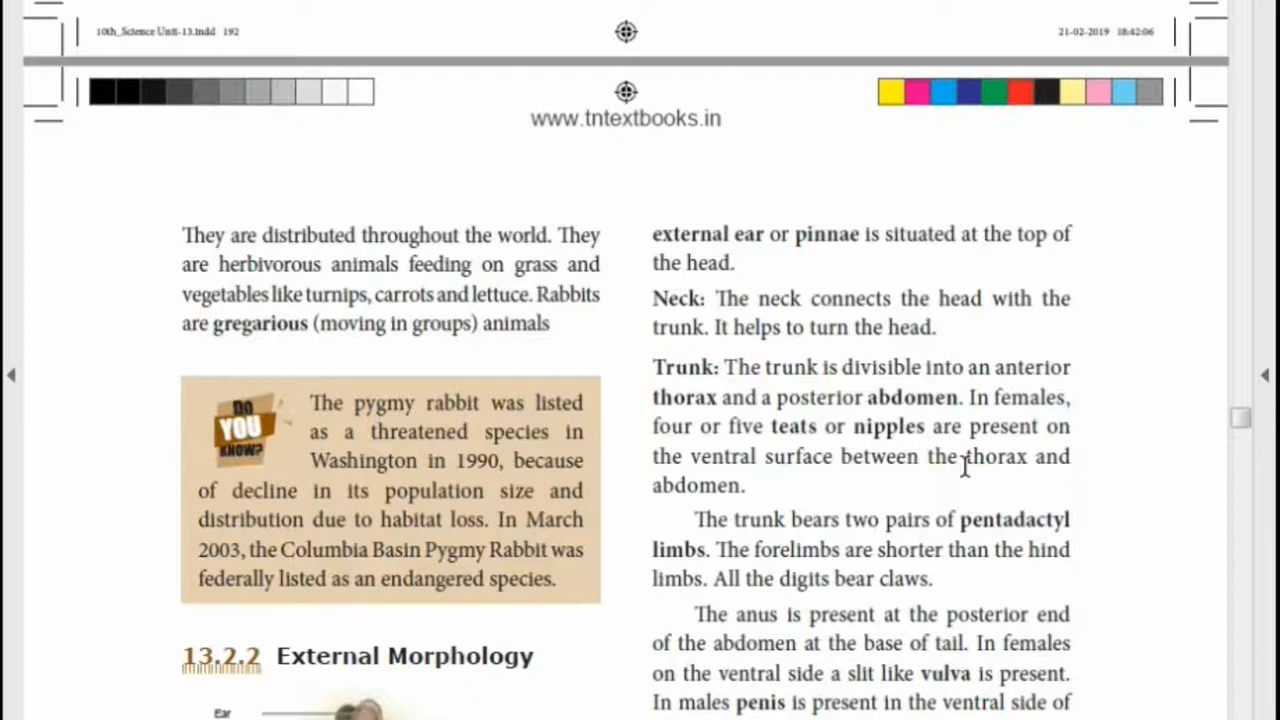 10th_Science Unit-13.indd 192
21-02-2019 18:42:06
www.tntextbooks.in
They are distributed throughout the world. They
are herbivorous animals feeding on grass and
vegetables like turnips, carrots and lettuce. Rabbits
are gregarious (moving in groups) animals
DO
YOU
KNOW?
The pygmy rabbit was listed
as a threatened species in
Washington in 1990, because
of decline in its population size and
distribution due to habitat loss. In March
2003, the Columbia Basin Pygmy Rabbit was
federally listed as an endangered species.
13.2.2 External Morphology
Ear
external ear or pinnae is situated at the top of
the head.
Neck: The neck connects the head with the
trunk. It helps to turn the head.
Trunk: The trunk is divisible into an anterior
thorax and a posterior abdomen. In females,
four or five teats or nipples are present on
the ventral surface between the thorax and
abdomen.
The trunk bears two pairs of pentadactyl
limbs. The forelimbs are shorter than the hind
limbs. All the digits bear claws.
The anus is present at the posterior end
of the abdomen at the base of tail. In females
on the ventral side a slit like vulva is present.
In males penis is present in the ventral side of